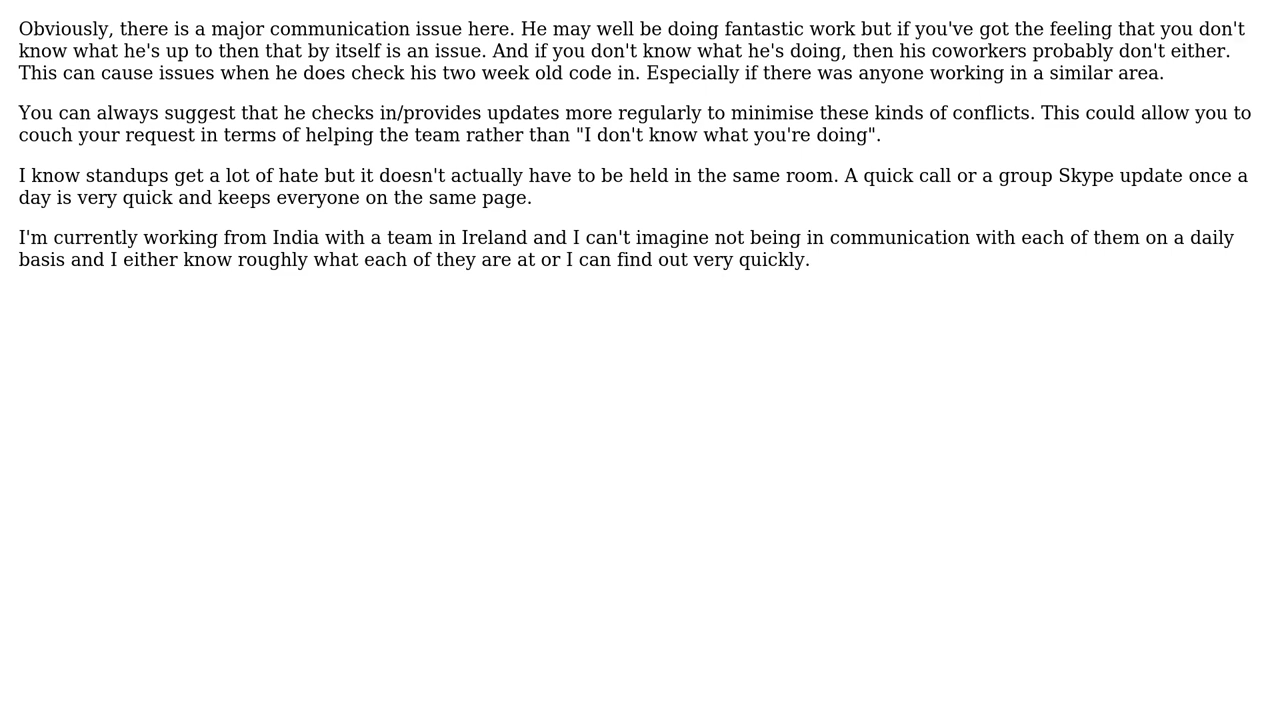 Obviously, there is a major communication issue here. He may well be doing fantastic work but if you've got the feeling that you don't
know what he's up to then that by itself is an issue. And if you don't know what he's doing, then his coworkers probably don't either.
This can cause issues when he does check his two week old code in. Especially if there was anyone working in a similar area.
You can always suggest that he checks in/provides updates more regularly to minimise these kinds of conflicts. This could allow you to
couch your request in terms of helping the team rather than "I don't know what you're doing".
I know standups get a lot of hate but it doesn't actually have to be held in the same room. A quick call or a group Skype update once a
day is very quick and keeps everyone on the same page.
I'm currently working from India with a team in Ireland and I can't imagine not being in communication with each of them on a daily
basis and I either know roughly what each of they are at or I can find out very quickly.